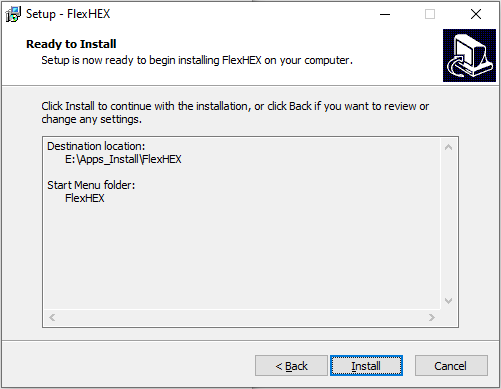 Setup - FlexHEX
Ready to Install
Setup is now ready to begin installing FlexHEX on your computer.
Click Install to continue with the installation, or click Back if you want to review or
change any settings.
Destination location:
E:\Apps_Install\FlexHEX
Start Menu folder:
FlexHEX
< Back
Install
Cancel